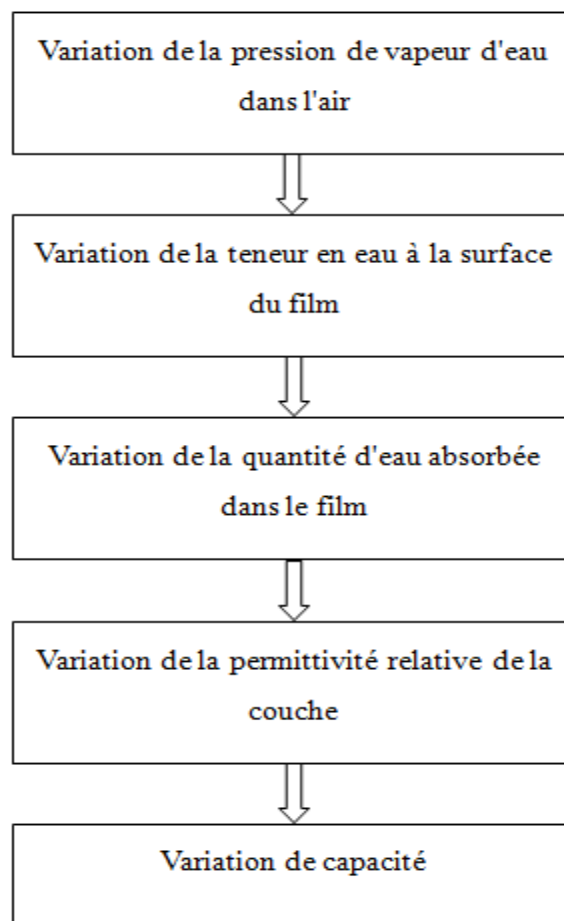 Variation de la pression de vapeur d'eau
dans l'air
Variation de la teneur en eau à la surface
du film
Variation de la quantité d'eau absorbée
dans le film
Variation de la permittivité relative de la
couche
Variation de capacité